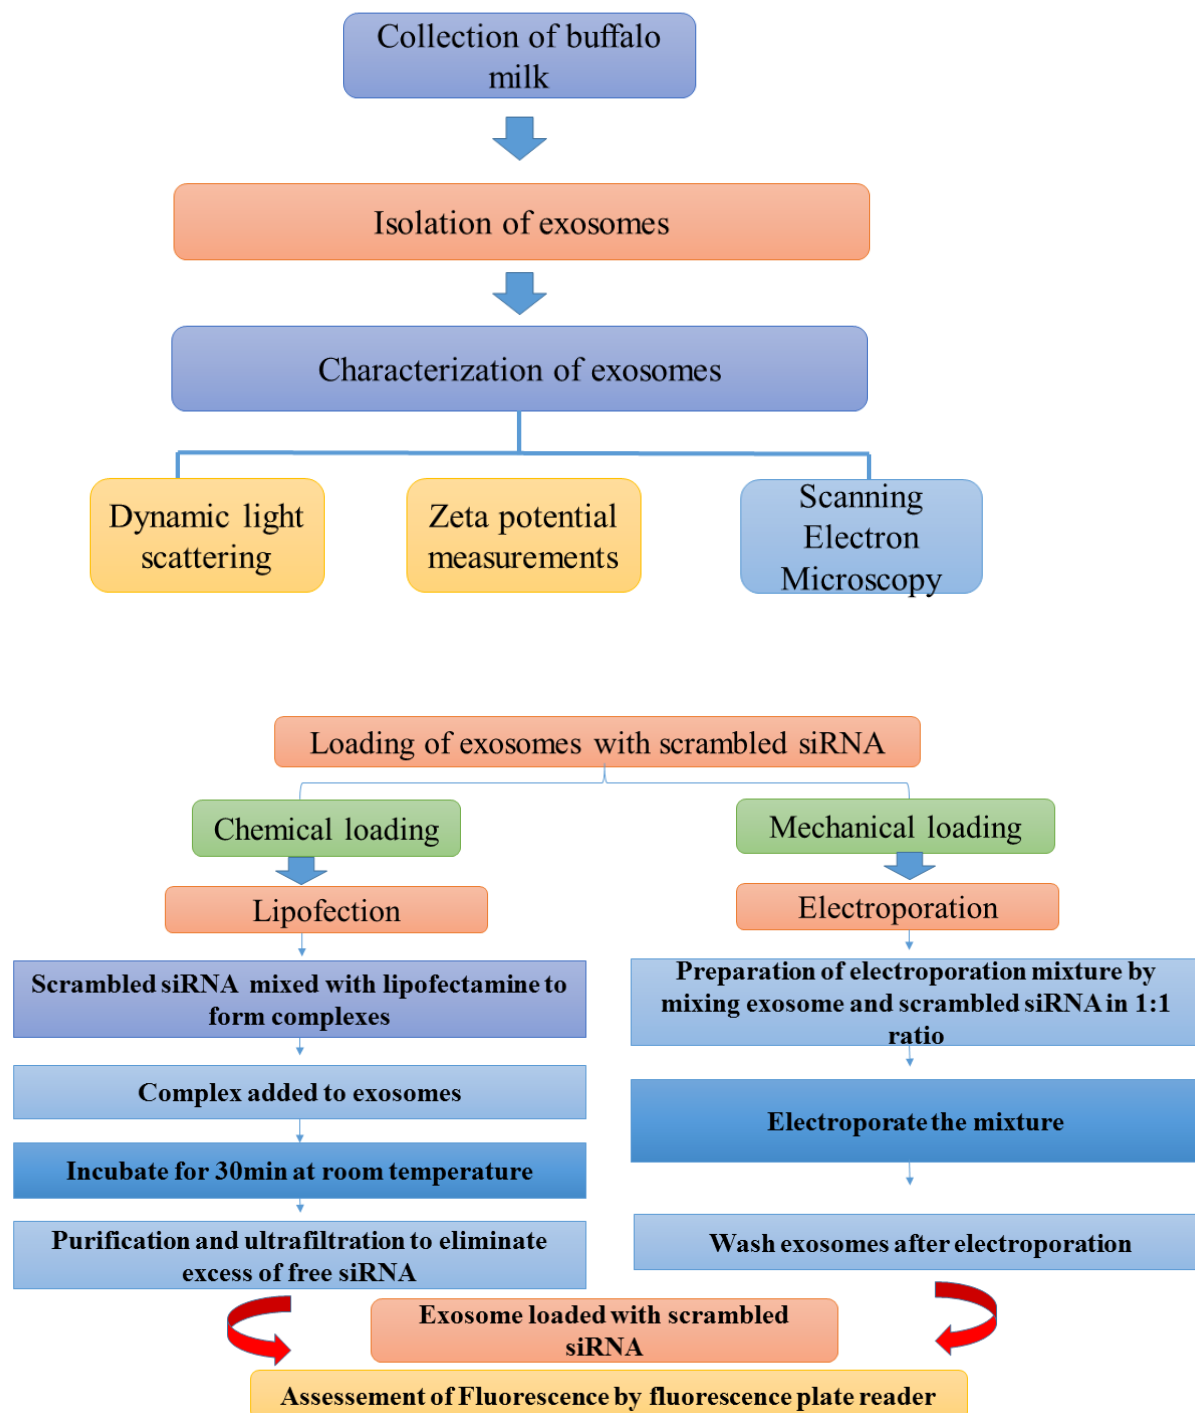 Collection of buffalo
milk
Isolation of exosomes
Characterization of exosomes
Dynamic light
scattering
Zeta potential
measurements
Scanning
Electron
Microscopy
Loading of exosomes with scrambled siRNA
Chemical loading
Lipofection
Scrambled siRNA mixed with lipofectamine to
form complexes
Complex added to exosomes
Incubate for 30min at room temperature
Purification and ultrafiltration to eliminate
excess of free siRNA
Mechanical loading
Electroporation
Preparation of electroporation mixture by
mixing exosome and scrambled siRNA in 1:1
ratio
Electroporate the mixture
Wash exosomes after electroporation
Exosome loaded with scrambled
siRNA
Assessement of Fluorescence by fluorescence plate reader